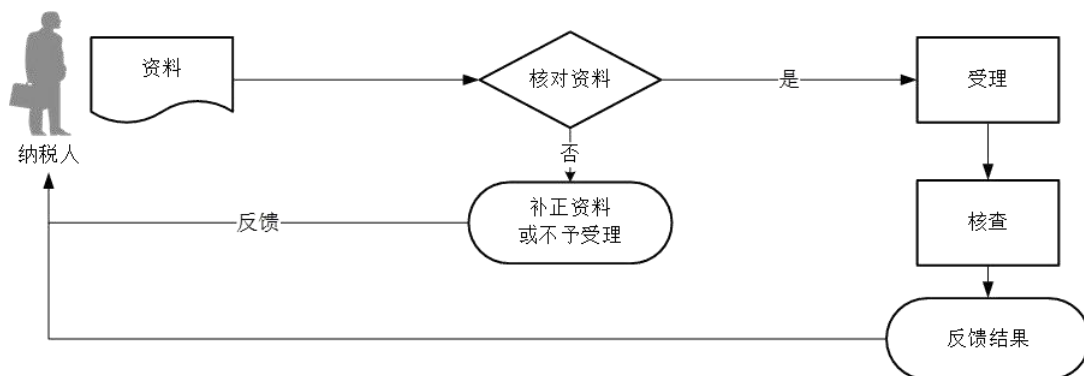 资料
核对资料
是
受理
纳税人
否
补正资料
或不予受理
反馈
核查
反馈结果